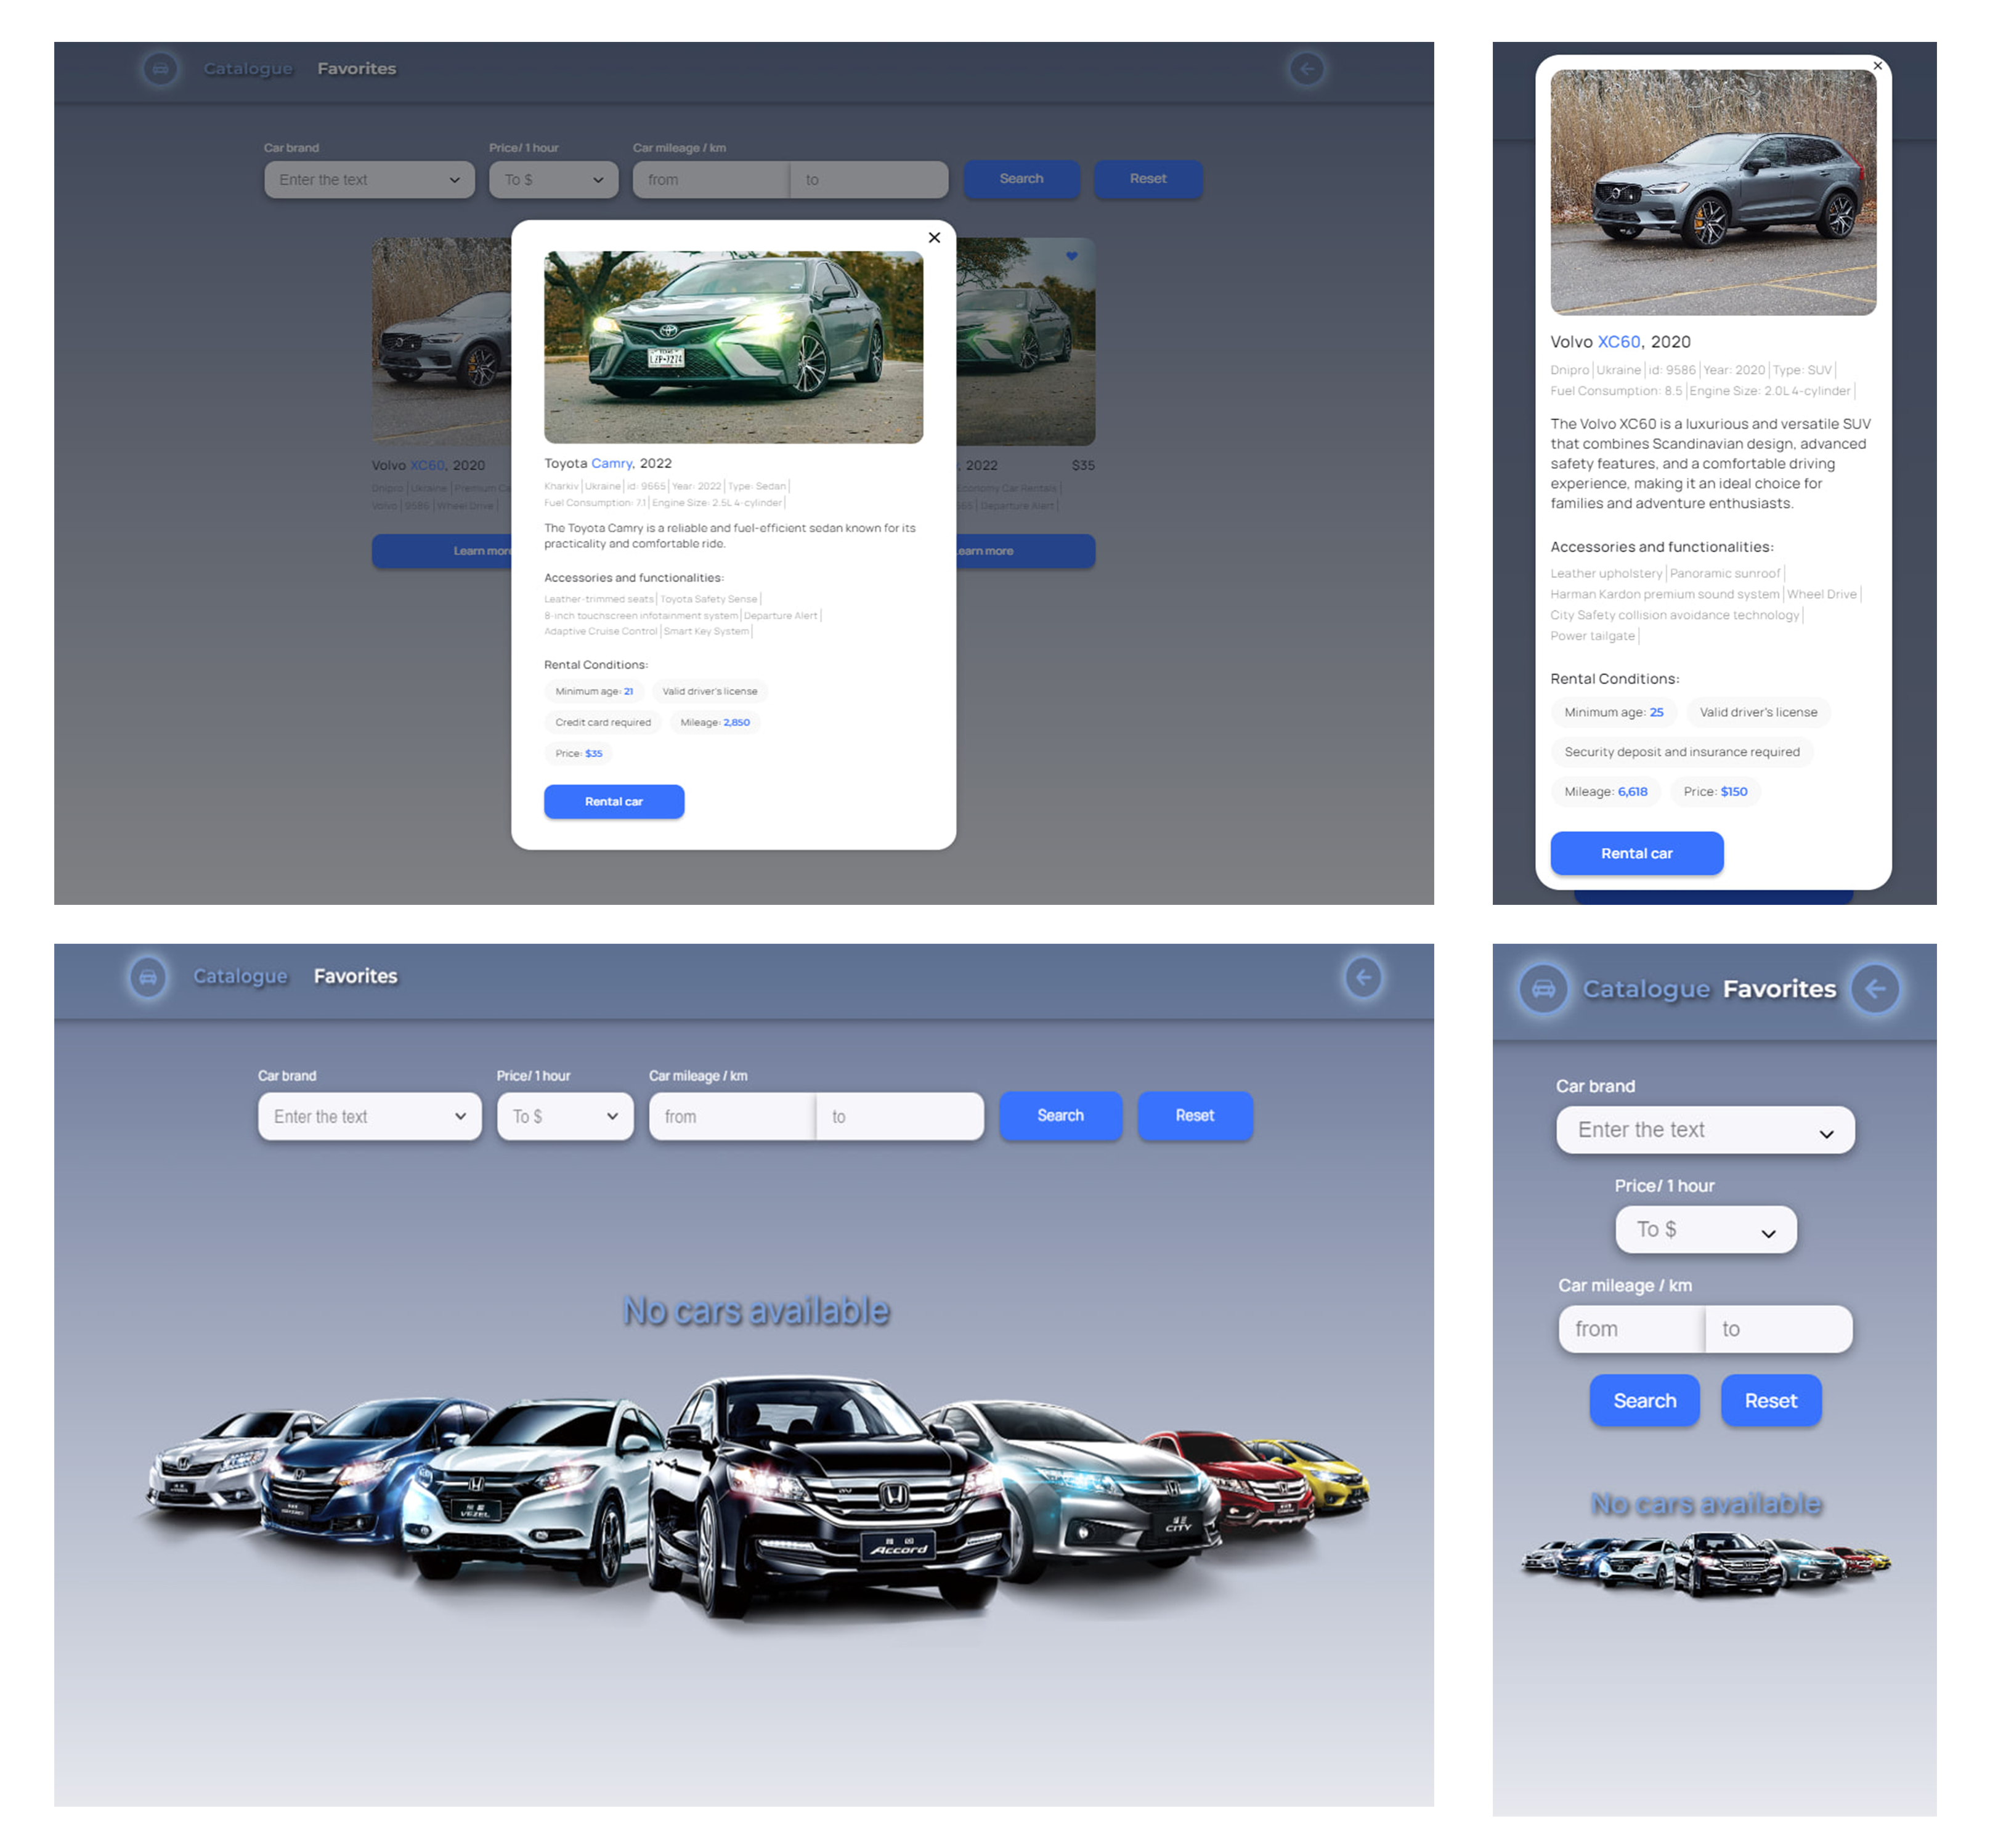 Catalogue Favorites
Car brand Price/ 1 hour Car mileage / km
Enter the text To $ from to Search Reset
Toyota Camry, 2022
Kharkiv Ukraine id: 9665 Year: 2022 Type: Sedan
Fuel Consumption: 7.1 Engine Size: 2.5L 4-cylinder
The Toyota Camry is a reliable and fuel-efficient sedan known for its
practicality and comfortable ride.
Accessories and functionalities:
Leather-trimmed seats Toyota Safety Sense
8-inch touchscreen infotainment system Departure Alert
Adaptive Cruise Control Smart Key System
Rental Conditions:
Minimum age: 21 Valid driver's license
Credit card required Mileage: 2,850
Price: $35
Rental car
Volvo XC60, 2020
Dnipro Ukraine Premium Ca
Volvo 9586 Wheel Drive
Learn more
, 2022 $35
Economy Car Rentals
Departure Alert
earn more
Volvo XC60, 2020
Dnipro Ukraine id: 9586 Year: 2020 Type: SUV
Fuel Consumption: 8.5 Engine Size: 2.0L 4-cylinder
The Volvo XC60 is a luxurious and versatile SUV
that combines Scandinavian design, advanced
safety features, and a comfortable driving
experience, making it an ideal choice for
families and adventure enthusiasts.
Accessories and functionalities:
Leather upholstery Panoramic sunroof
Harman Kardon premium sound system Wheel Drive
City Safety collision avoidance technology
Power tailgate
Rental Conditions:
Minimum age: 25 Valid driver's license
Security deposit and insurance required
Mileage: 6,618 Price: $150
Rental car
Catalogue Favorites
Car brand Price/ 1 hour Car mileage / km
Enter the text To $ from to Search Reset
No cars available
VEZEL
Accord
CITY
Catalogue Favorites
Car brand
Enter the text
Price/ 1 hour
To $
Car mileage / km
from to
Search Reset
No cars available